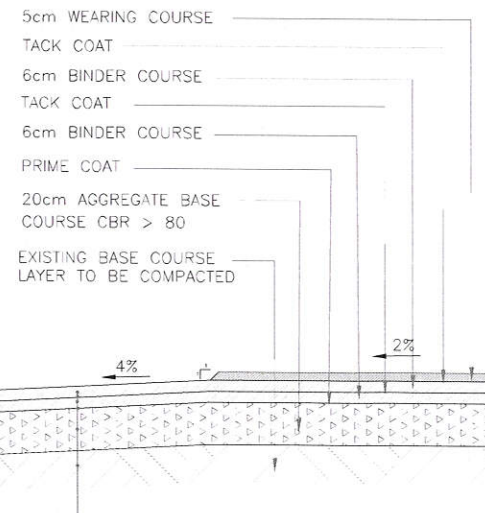 5cm WEARING COURSE
TACK COAT
6cm BINDER COURSE
TACK COAT
6cm BINDER COURSE
PRIME COAT
20cm AGGREGATE BASE
COURSE CBR > 80
EXISTING BASE COURSE
LAYER TO BE COMPACTED
2%
4%